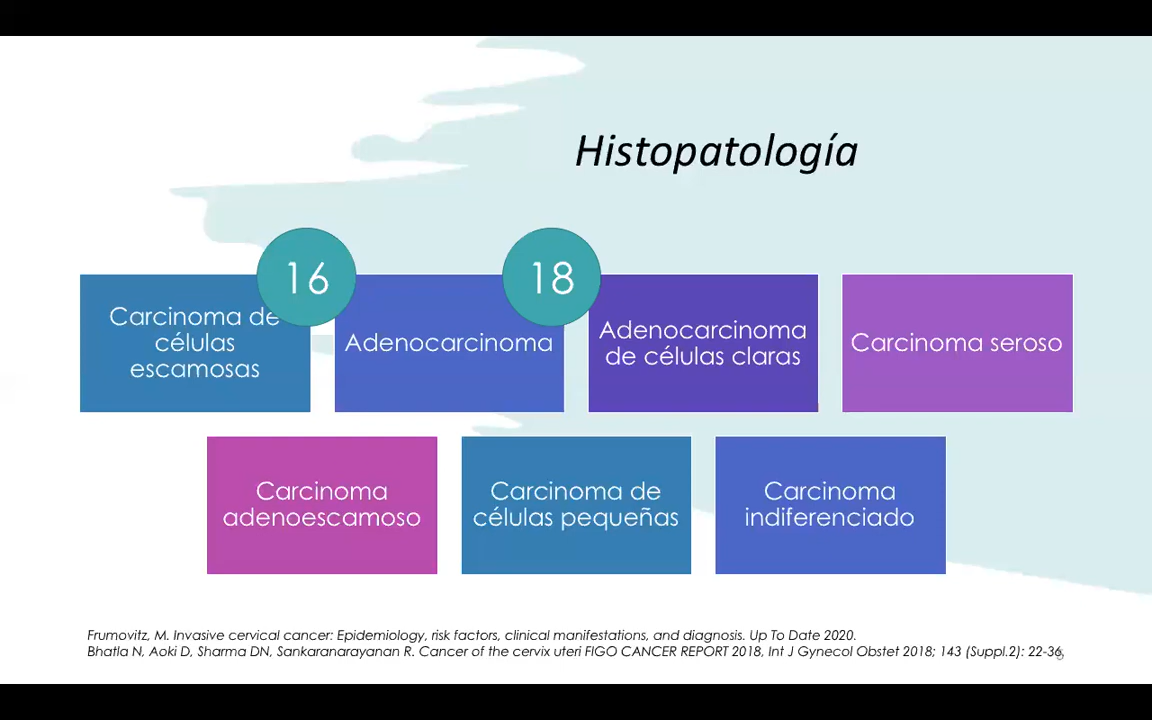 Histopatología
16
18
Carcinoma de
células
escamosas
Adenocarcinoma
Adenocarcinoma
de células claras
Carcinoma seroso
Carcinoma
adenoescamoso
Carcinoma de
células pequeñas
Carcinoma
indiferenciado
Frumovitz, M. Invasive cervical cancer: Epidemiology, risk factors, clinical manifestations, and diagnosis. Up To Date 2020.
Bhatla N, Aoki D, Sharma DN, Sankaranarayanan R. Cancer of the cervix uteri FIGO CANCER REPORT 2018, Int J Gynecol Obstet 2018; 143 (Suppl.2): 22-36.